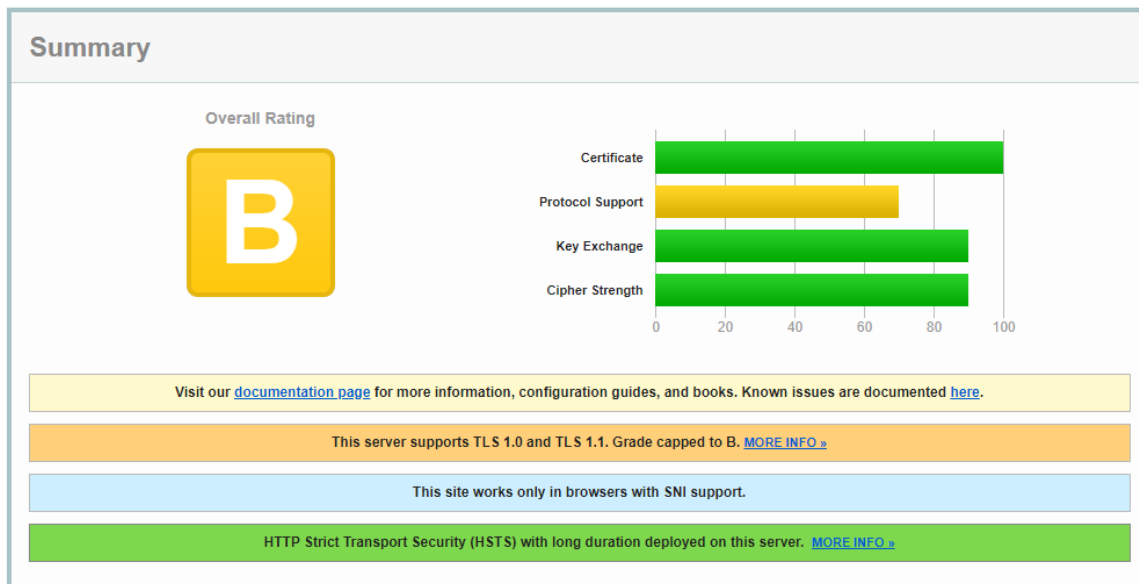 Summary
Overall Rating
B
Certificate
Protocol Support
Key Exchange
Cipher Strength
0 20 40 60 80 100
Visit our documentation page for more information, configuration guides, and books. Known issues are documented here.
This server supports TLS 1.0 and TLS 1.1. Grade capped to B. MORE INFO »
This site works only in browsers with SNI support.
HTTP Strict Transport Security (HSTS) with long duration deployed on this server. MORE INFO »